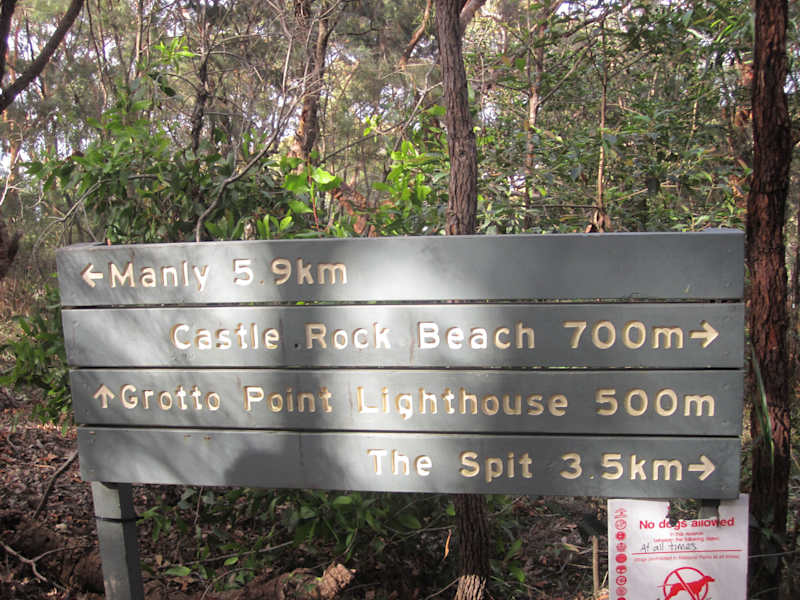 ←Manly 5.9km
Castle Rock Beach 700m→
↑Grotto Point Lighthouse 500m
The Spit 3.5km→
No dogs allowed
At all times